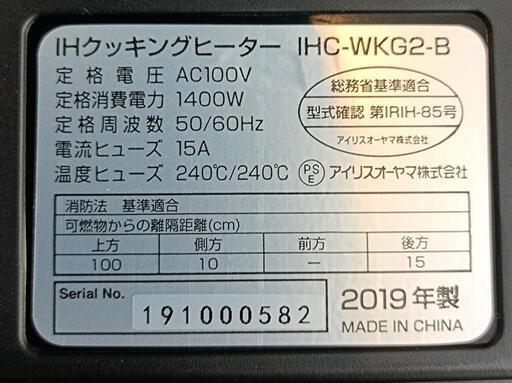 IHクッキングヒーター IHC-WKG2-B
定格電圧 AC100V
定格消費電力 1400W
定格周波数 50/60Hz
電流ヒューズ 15A
温度ヒューズ 240℃/240℃
総務省基準適合
型式確認 第IRIH-85号
アイリスオーヤマ株式会社
PS
E
アイリスオーヤマ株式会社
消防法 基準適合
可燃物からの離隔距離(cm)
上方 側方 前方 後方
100 10 — 15
Serial No. 191000582
2019年製
MADE IN CHINA